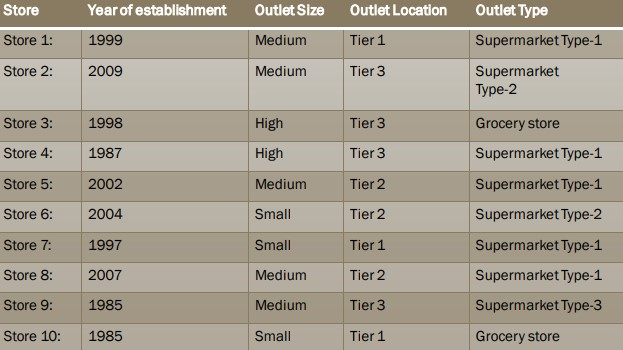 Store Year of establishment Outlet Size Outlet Location Outlet Type
Store 1: 1999 Medium Tier 1 Supermarket Type-1
Store 2: 2009 Medium Tier 3 Supermarket
Type-2
Store 3: 1998 High Tier 3 Grocery store
Store 4: 1987 High Tier 3 Supermarket Type-1
Store 5: 2002 Medium Tier 2 Supermarket Type-1
Store 6: 2004 Small Tier 2 Supermarket Type-2
Store 7: 1997 Small Tier 1 Supermarket Type-1
Store 8: 2007 Medium Tier 2 Supermarket Type-1
Store 9: 1985 Medium Tier 3 Supermarket Type-3
Store 10: 1985 Small Tier 1 Grocery store